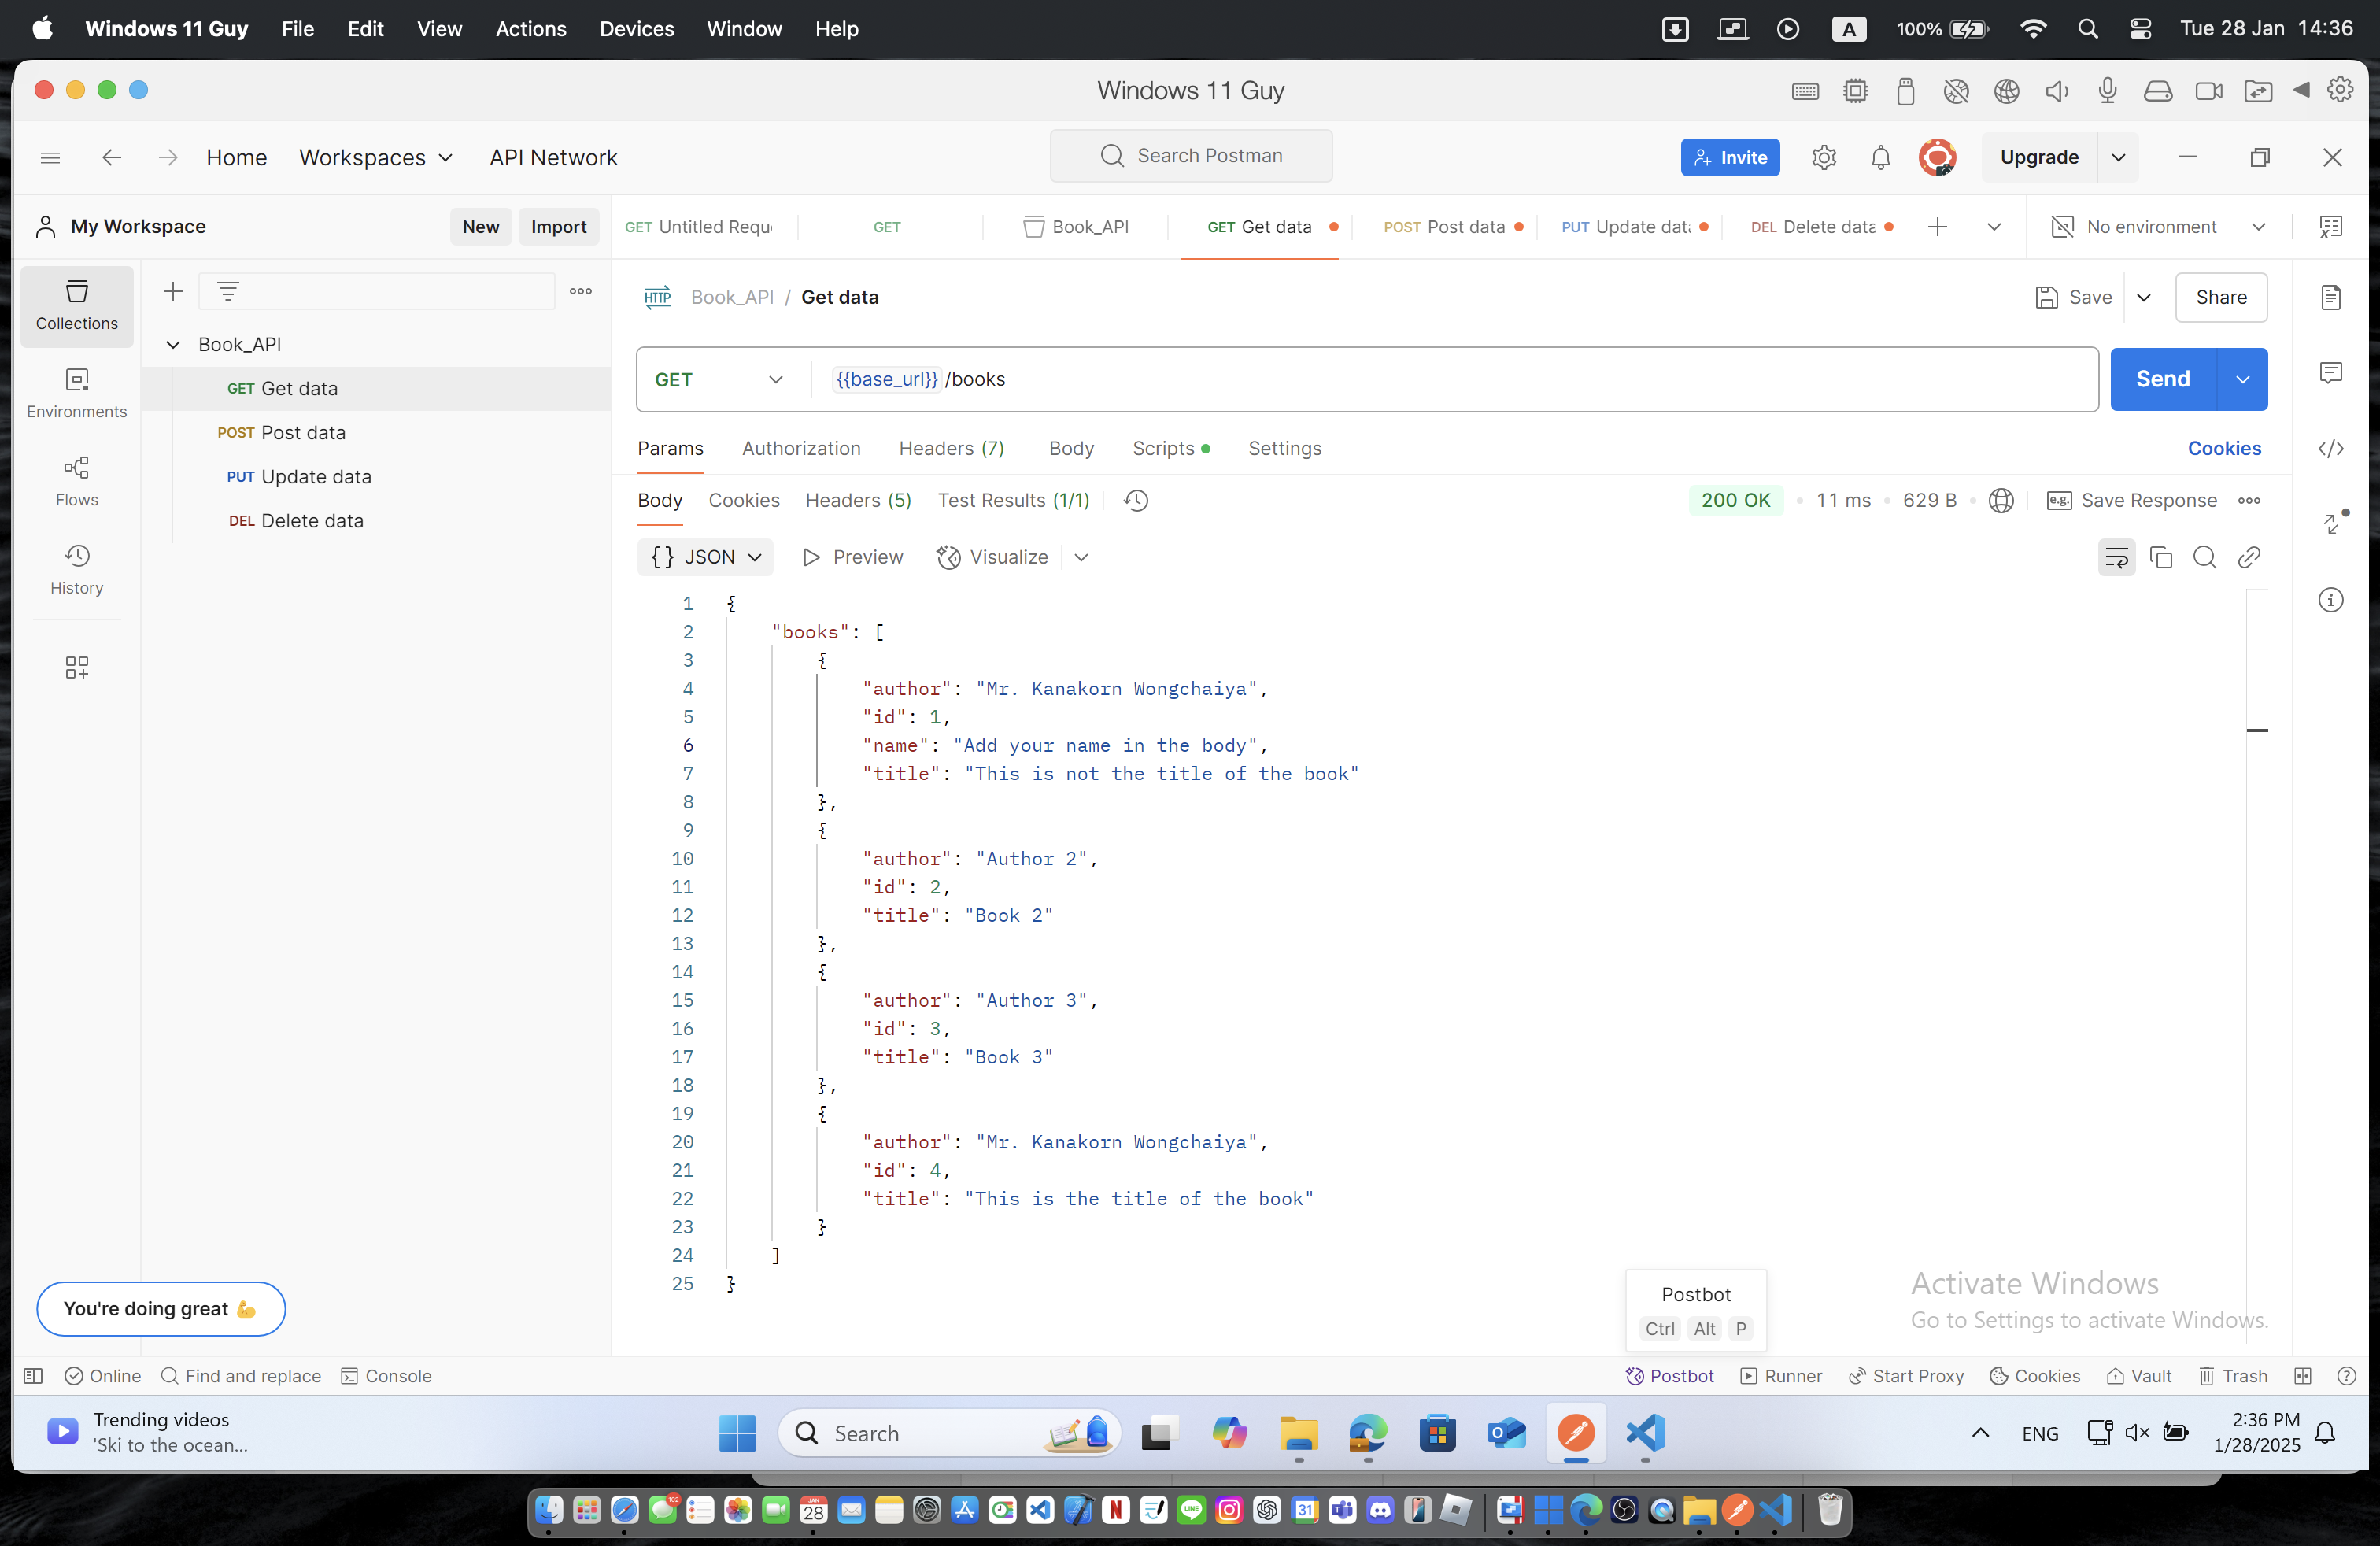 Windows 11 Guy File Edit View Actions Devices Window Help A 100% Tue 28 Jan 14:36
Windows 11 Guy
Home Workspaces API Network Search Postman Invite Upgrade
My Workspace New Import GET Untitled Requ GET Book_API GET Get data POST Post data PUT Update dat DEL Delete data No environment
Collections
Environments
Flows
History
Book_API
GET Get data
POST Post data
PUT Update data
DEL Delete data
HTTP Book_API / Get data Save Share
GET {{base_url}} /books Send
Params Authorization Headers (7) Body Scripts Settings Cookies
Body Cookies Headers (5) Test Results (1/1) 200 OK 11 ms 629 B e.g. Save Response
{} JSON Preview Visualize
1 {
2 "books": [
3 {
4 "author": "Mr. Kanakorn Wongchaiya",
5 "id": 1,
6 "name": "Add your name in the body",
7 "title": "This is not the title of the book"
8 },
9 {
10 "author": "Author 2",
11 "id": 2,
12 "title": "Book 2"
13 },
14 {
15 "author": "Author 3",
16 "id": 3,
17 "title": "Book 3"
18 },
19 {
20 "author": "Mr. Kanakorn Wongchaiya",
21 "id": 4,
22 "title": "This is the title of the book"
23 }
24 ]
25 }
You're doing great 💪
Postbot
Ctrl Alt P
Activate Windows
Go to Settings to activate Windows.
Online Find and replace Console Postbot Runner Start Proxy Cookies Vault Trash
Trending videos
'Ski to the ocean...
Search
ENG
2:36 PM
1/28/2025
102
JAN
28
LINE
31